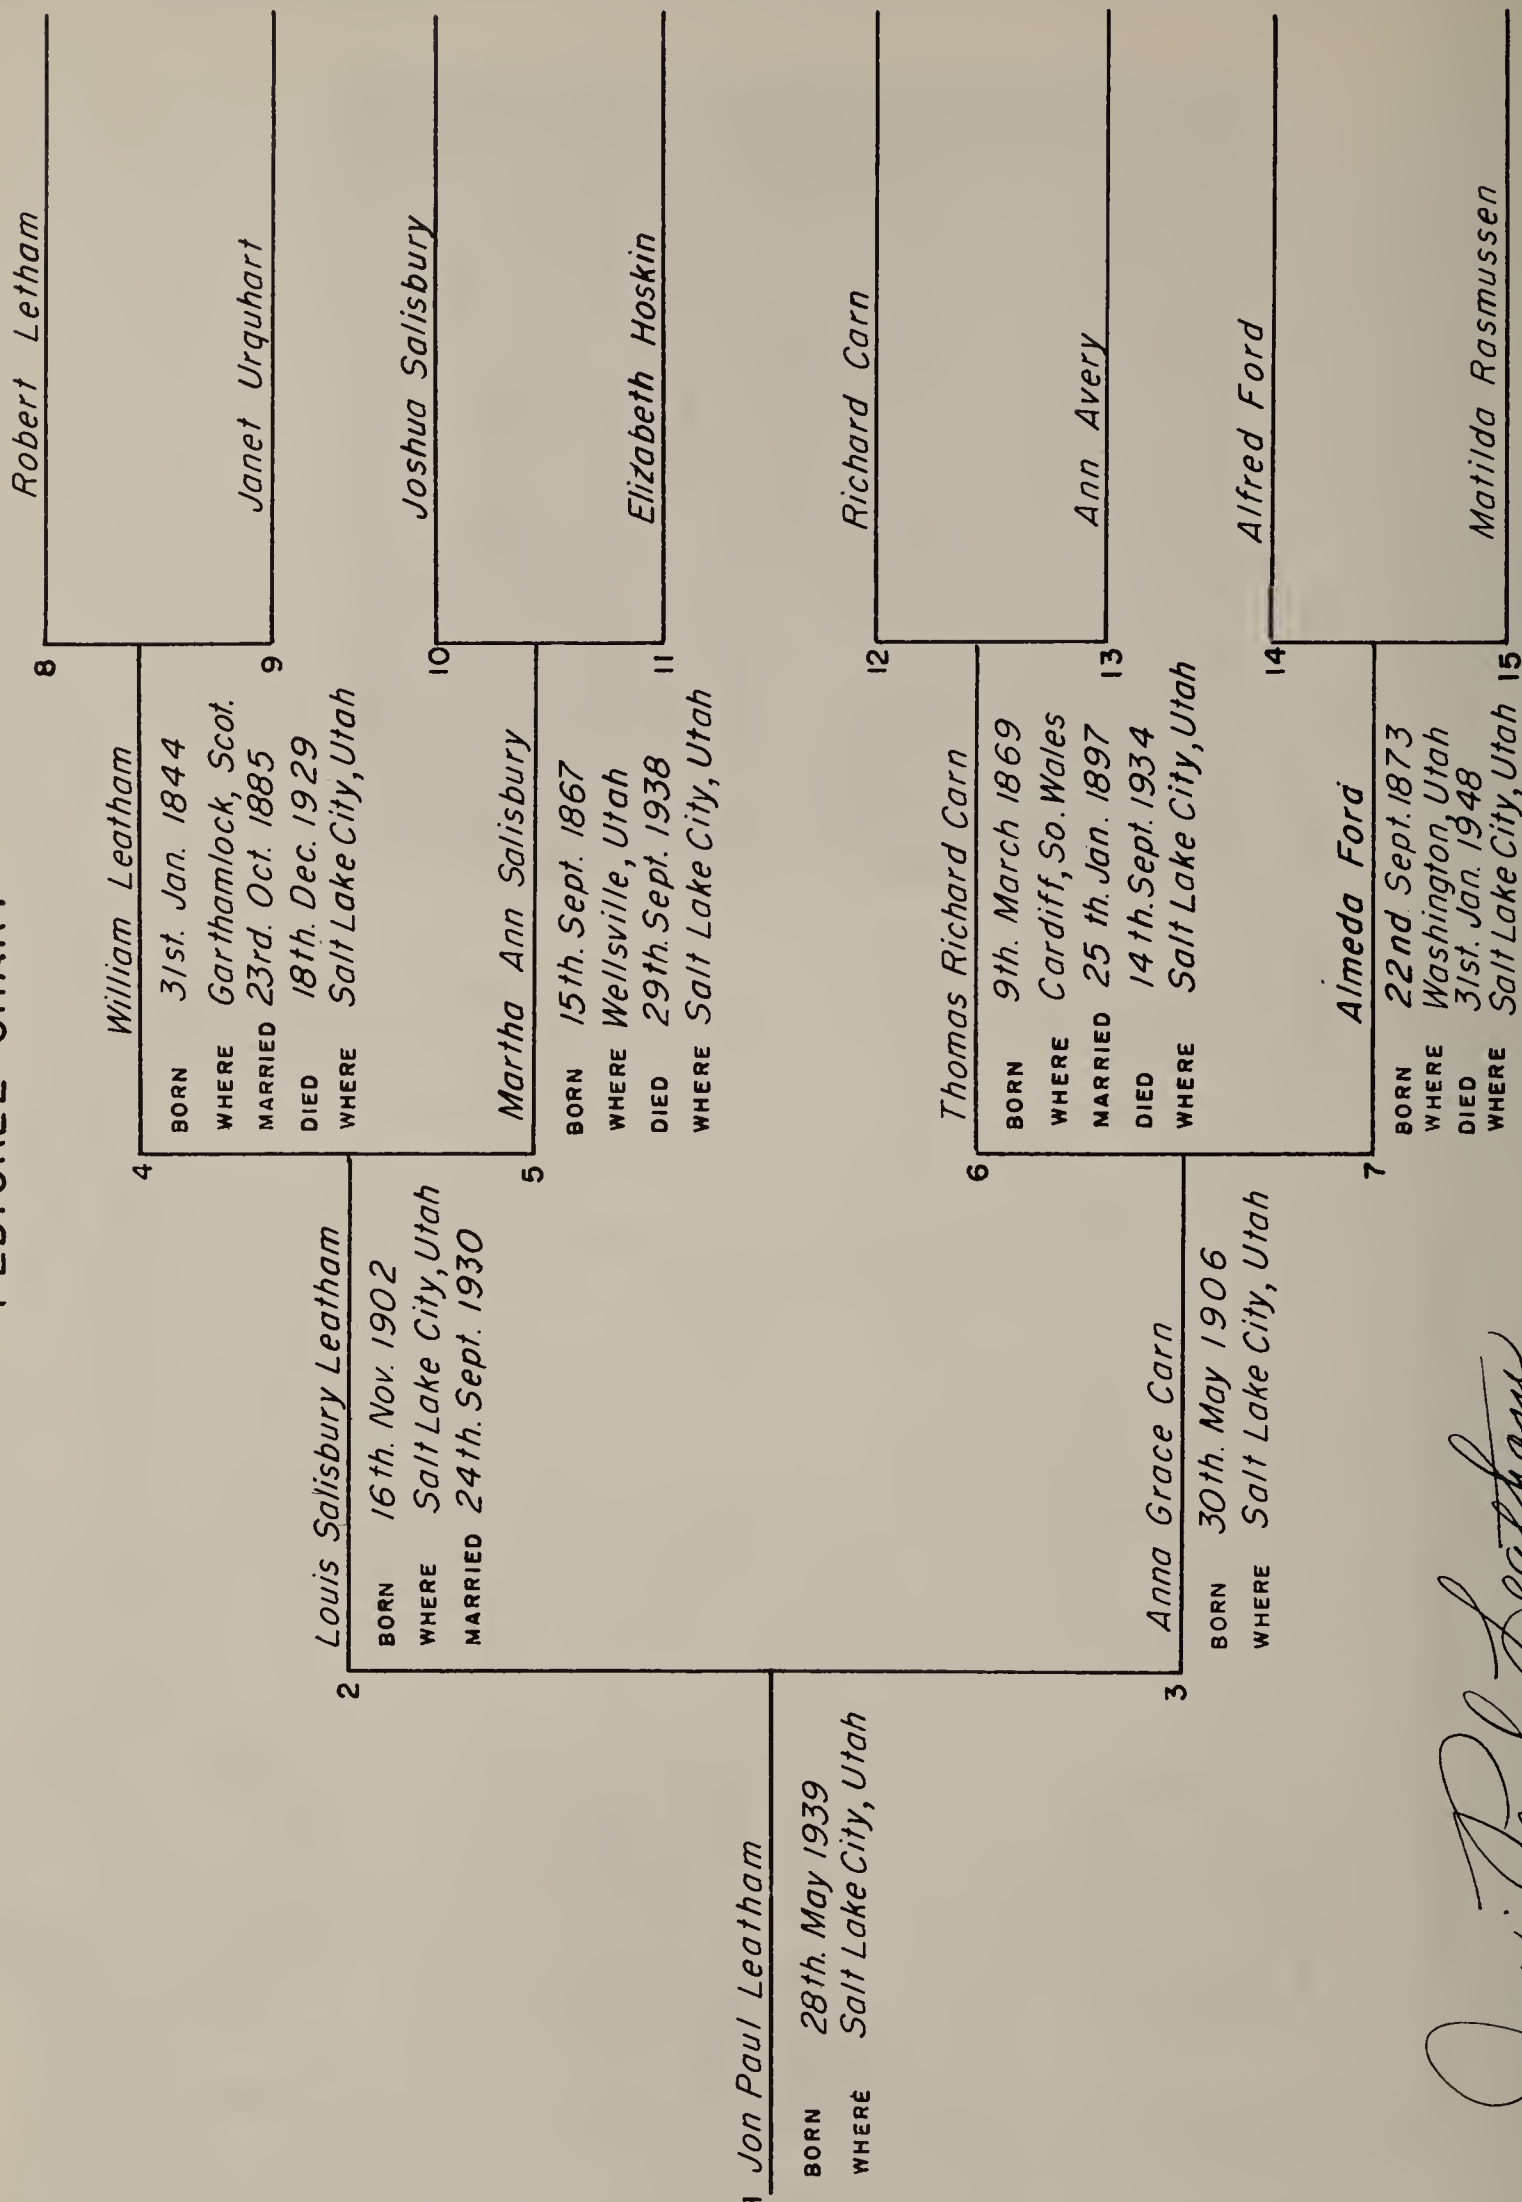 8 Robert Letham
William Leatham
4
BORN 31st. Jan. 1844
WHERE Garthamlock, Scot.
MARRIED 23rd. Oct. 1885
DIED 18th. Dec. 1929
WHERE Salt Lake City, Utah
9 Janet Urquhart
Louis Salisbury Leatham
2
BORN 16th. Nov. 1902
WHERE Salt Lake City, Utah
MARRIED 24th. Sept. 1930
10 Joshua Salisbury
Martha Ann Salisbury
5
BORN 15th. Sept. 1867
WHERE Wellsville, Utah
DIED 29th. Sept. 1938
WHERE Salt Lake City, Utah
11 Elizabeth Hoskin
Jon Paul Leatham
BORN 28th. May 1939
WHERE Salt Lake City, Utah
12 Richard Carn
Thomas Richard Carn
6
BORN 9th. March 1869
WHERE Cardiff, So. Wales
MARRIED 25th. Jan. 1897
DIED 14th. Sept. 1934
WHERE Salt Lake City, Utah
13 Ann Avery
Anna Grace Carn
3
BORN 30th. May 1906
WHERE Salt Lake City, Utah
14 Alfred Ford
Almeda Ford
7
BORN 22nd Sept. 1873
WHERE Washington, Utah
DIED 31st. Jan. 1948
WHERE Salt Lake City, Utah
15 Matilda Rasmussen